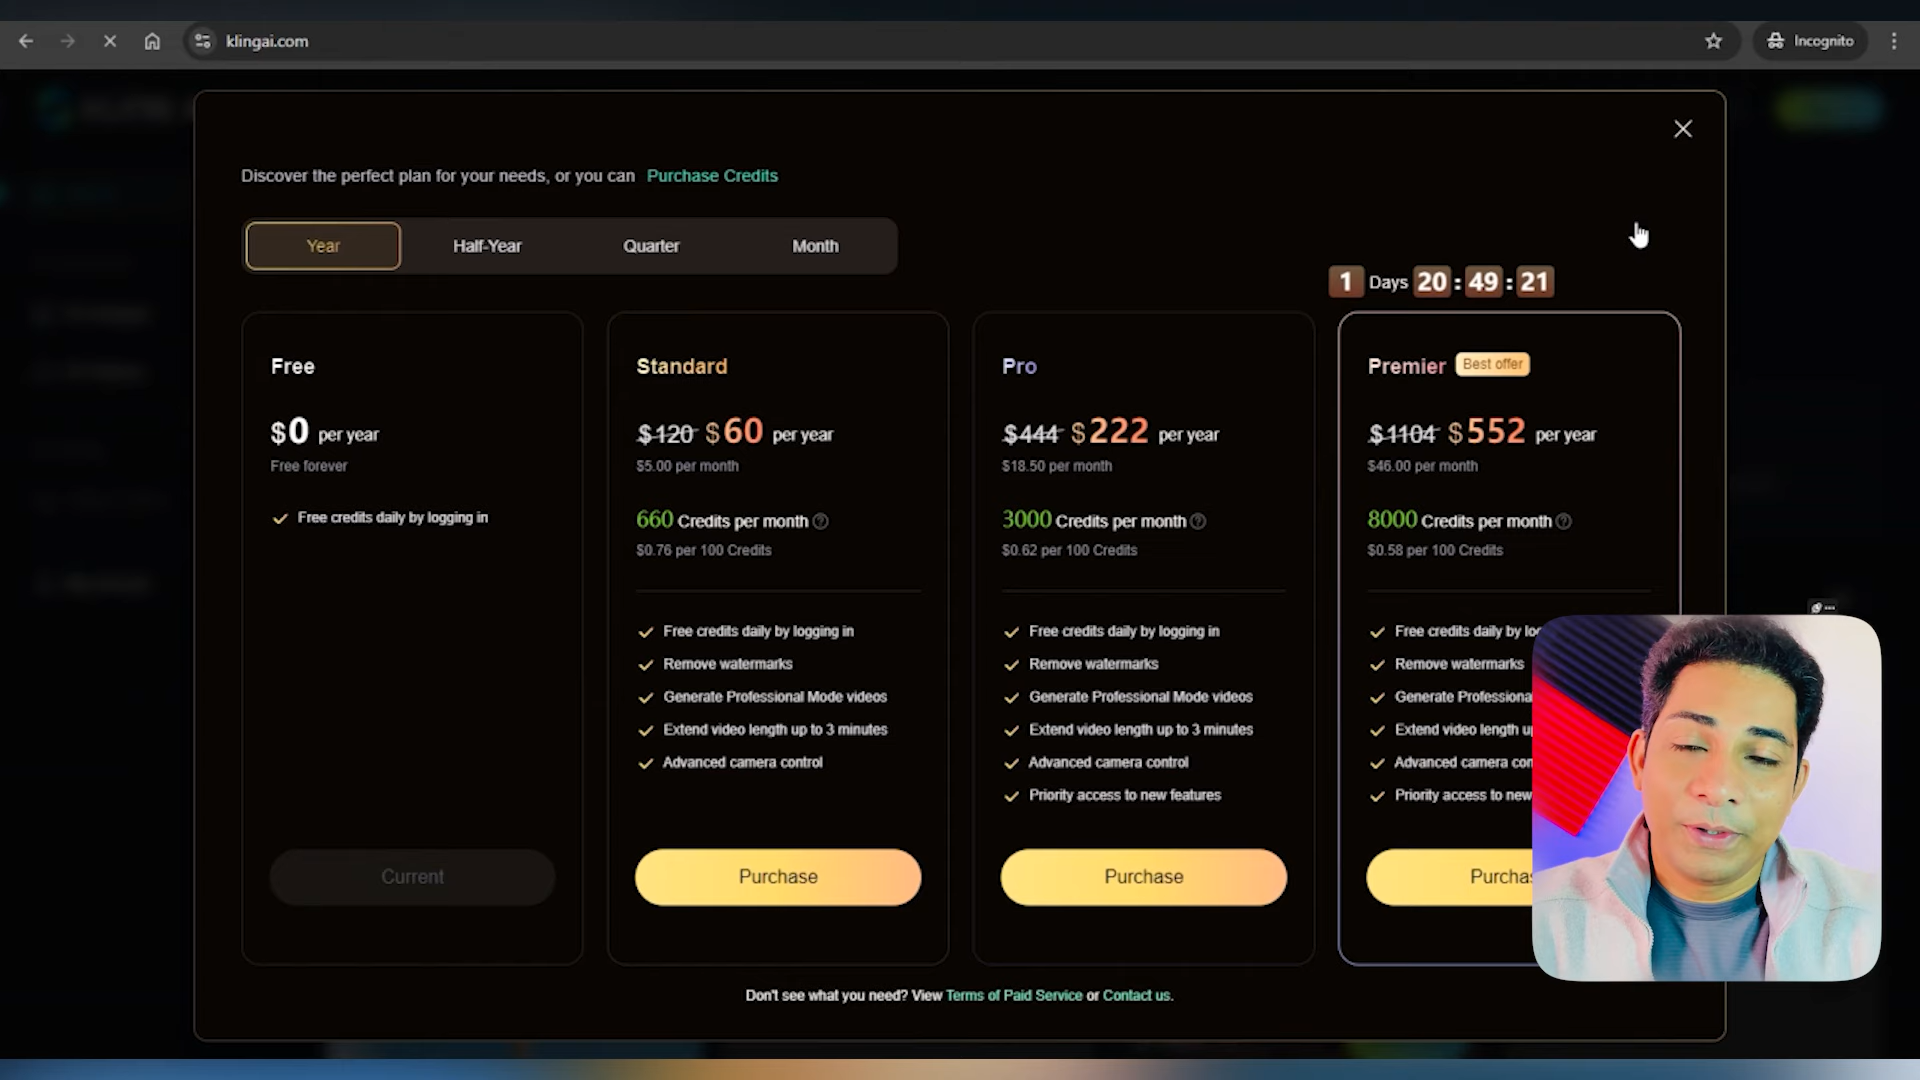 klingai.com
Incognito
Discover the perfect plan for your needs, or you can Purchase Credits
Year Half-Year Quarter Month
1 Days 20 : 49 : 21
Free
$0 per year
Free forever
Free credits daily by logging in
Current
Standard
$120 $60 per year
$5.00 per month
660 Credits per month ?
$0.76 per 100 Credits
Free credits daily by logging in
Remove watermarks
Generate Professional Mode videos
Extend video length up to 3 minutes
Advanced camera control
Purchase
Pro
$444 $222 per year
$18.50 per month
3000 Credits per month ?
$0.62 per 100 Credits
Free credits daily by logging in
Remove watermarks
Generate Professional Mode videos
Extend video length up to 3 minutes
Advanced camera control
Priority access to new features
Purchase
Premier Best offer
$1104 $552 per year
$46.00 per month
8000 Credits per month ?
$0.58 per 100 Credits
Free credits daily by
Remove watermarks
Generate
Extend video length
Advanced camera
Priority access to new
Don't see what you need? View Terms of Paid Service or Contact us.